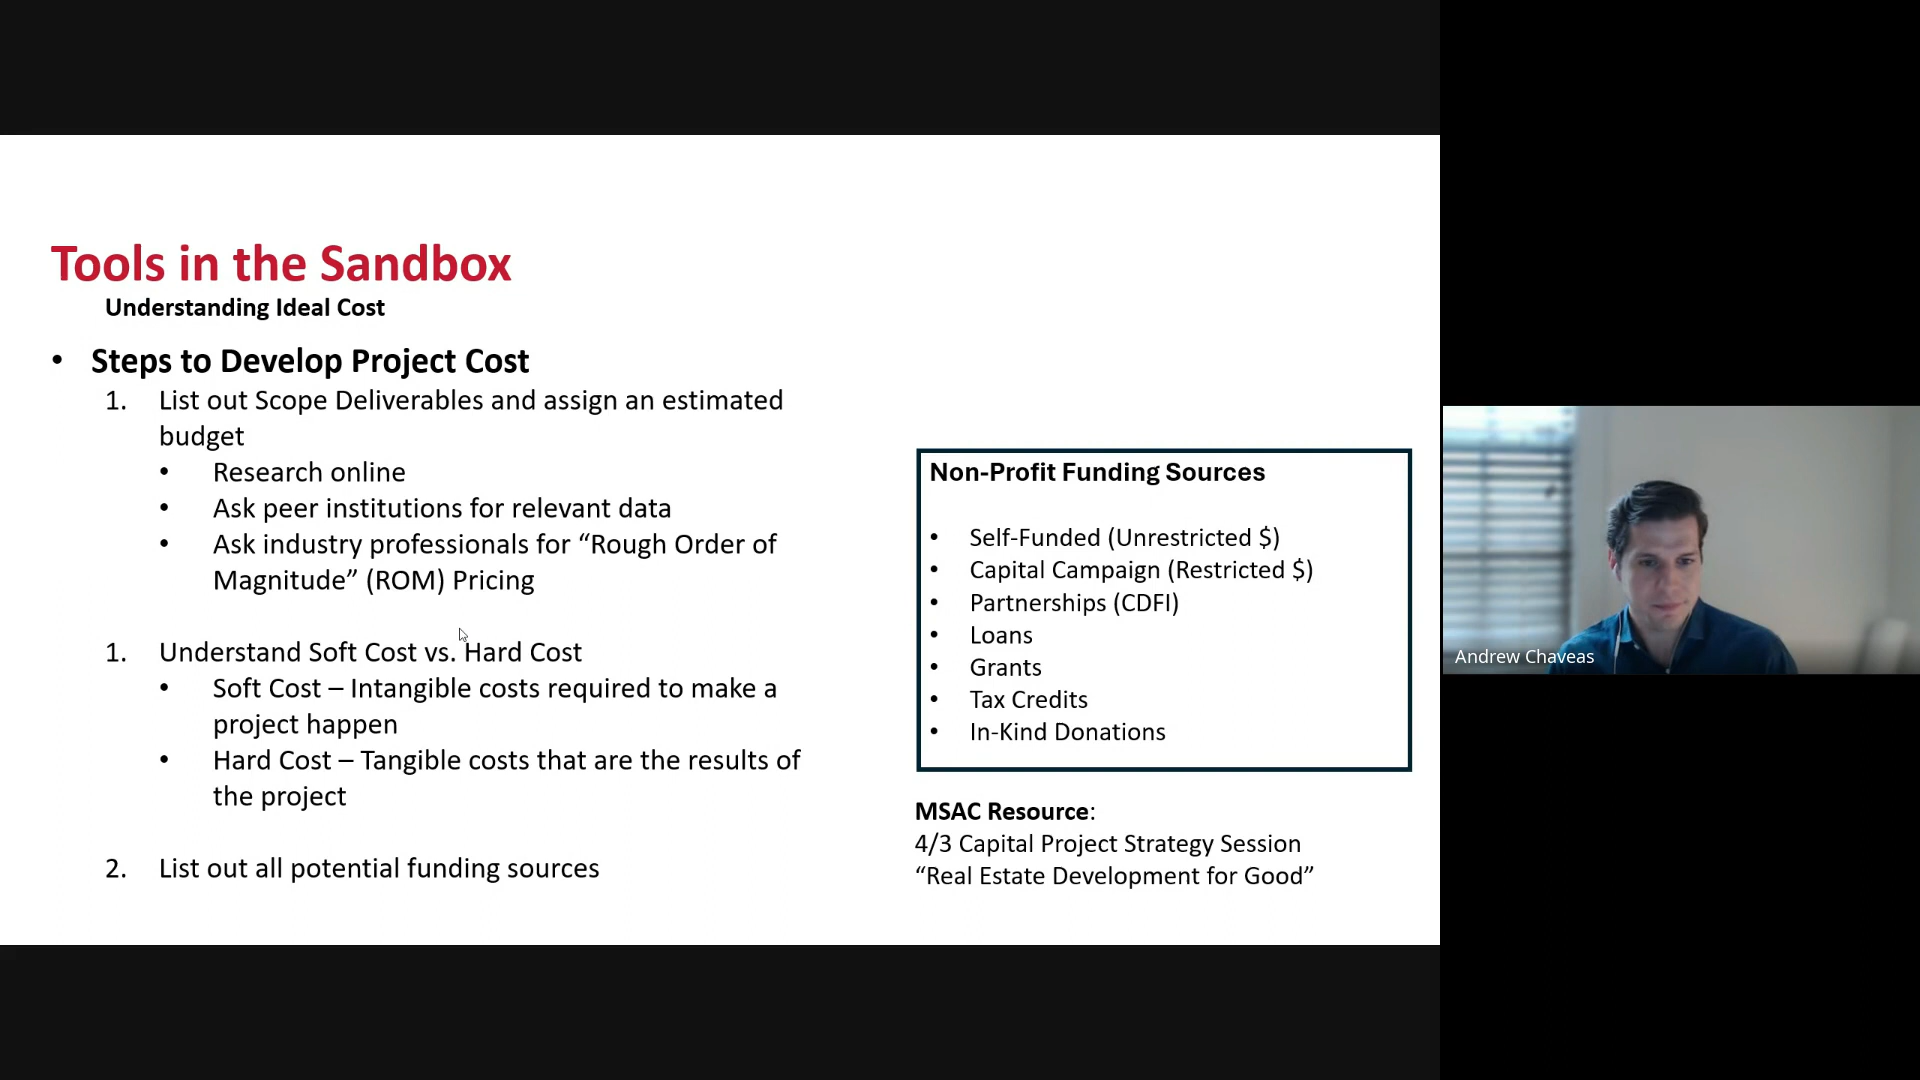 Tools in the Sandbox
Understanding Ideal Cost
• Steps to Develop Project Cost
1. List out Scope Deliverables and assign an estimated
budget
• Research online
• Ask peer institutions for relevant data
• Ask industry professionals for “Rough Order of
Magnitude” (ROM) Pricing
1. Understand Soft Cost vs. Hard Cost
• Soft Cost – Intangible costs required to make a
project happen
• Hard Cost – Tangible costs that are the results of
the project
2. List out all potential funding sources
Non-Profit Funding Sources
• Self-Funded (Unrestricted $)
• Capital Campaign (Restricted $)
• Partnerships (CDFI)
• Loans
• Grants
• Tax Credits
• In-Kind Donations
MSAC Resource:
4/3 Capital Project Strategy Session
“Real Estate Development for Good”
Andrew Chaveas